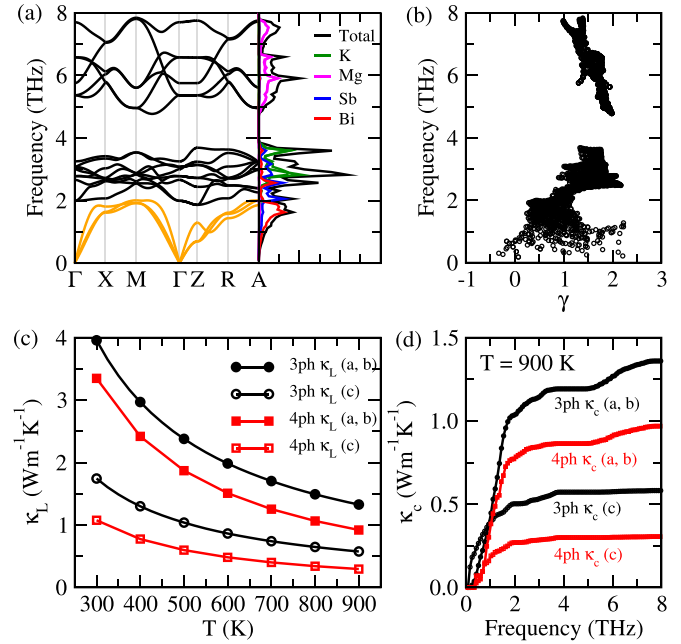 (a)
8
6
4
2
0
Frequency (THz)
Γ X M Γ Z R A
Total
K
Mg
Sb
Bi
(b)
8
6
4
2
0
Frequency (THz)
-1 0 1 2 3
γ
(c)
4
3
2
1
0
κL (Wm-1K-1)
300 400 500 600 700 800 900
T (K)
3ph κL (a, b)
3ph κL (c)
4ph κL (a, b)
4ph κL (c)
(d)
1.5
1.0
0.5
0
κc (Wm-1K-1)
T = 900 K
3ph κc (a, b)
4ph κc (a, b)
3ph κc (c)
4ph κc (c)
0 2 4 6 8
Frequency (THz)